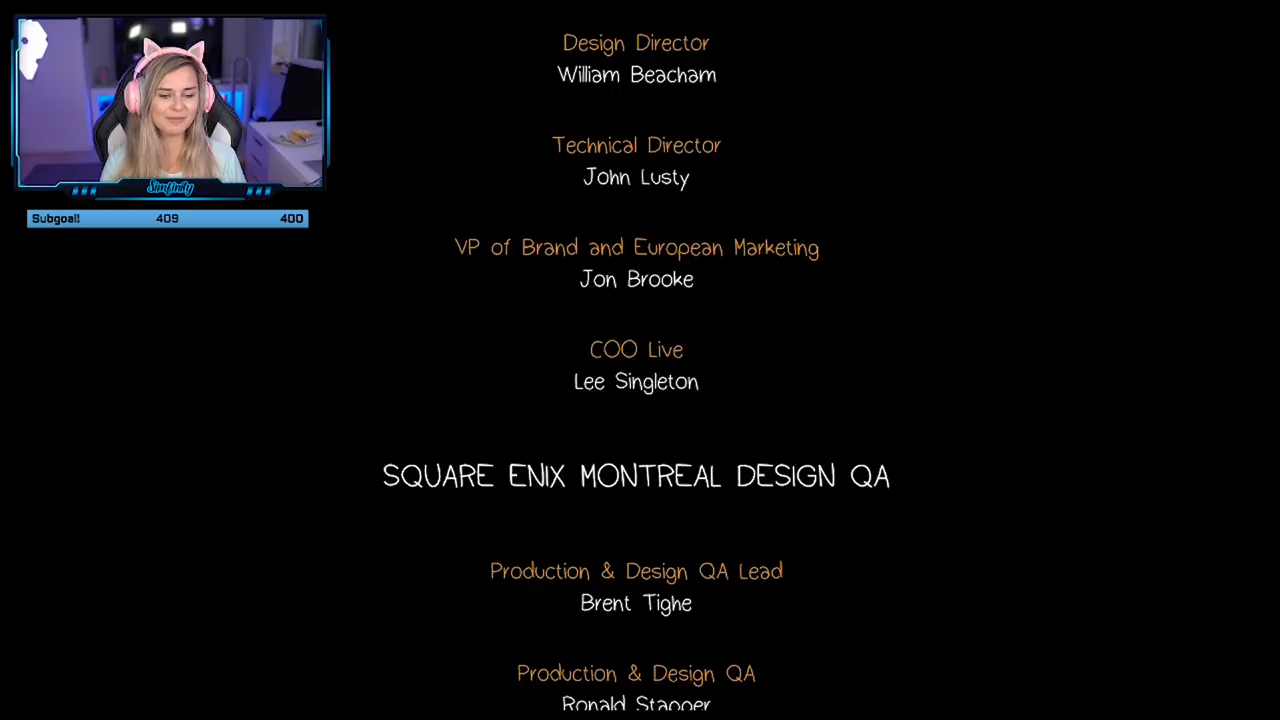 Design Director
William Beacham
Technical Director
John Lusty
VP of Brand and European Marketing
Jon Brooke
COO Live
Lee Singleton
SQUARE ENIX MONTREAL DESIGN QA
Production & Design QA Lead
Brent Tighe
Production & Design QA
Ronald
Simfinity
Subgoal! 409 400